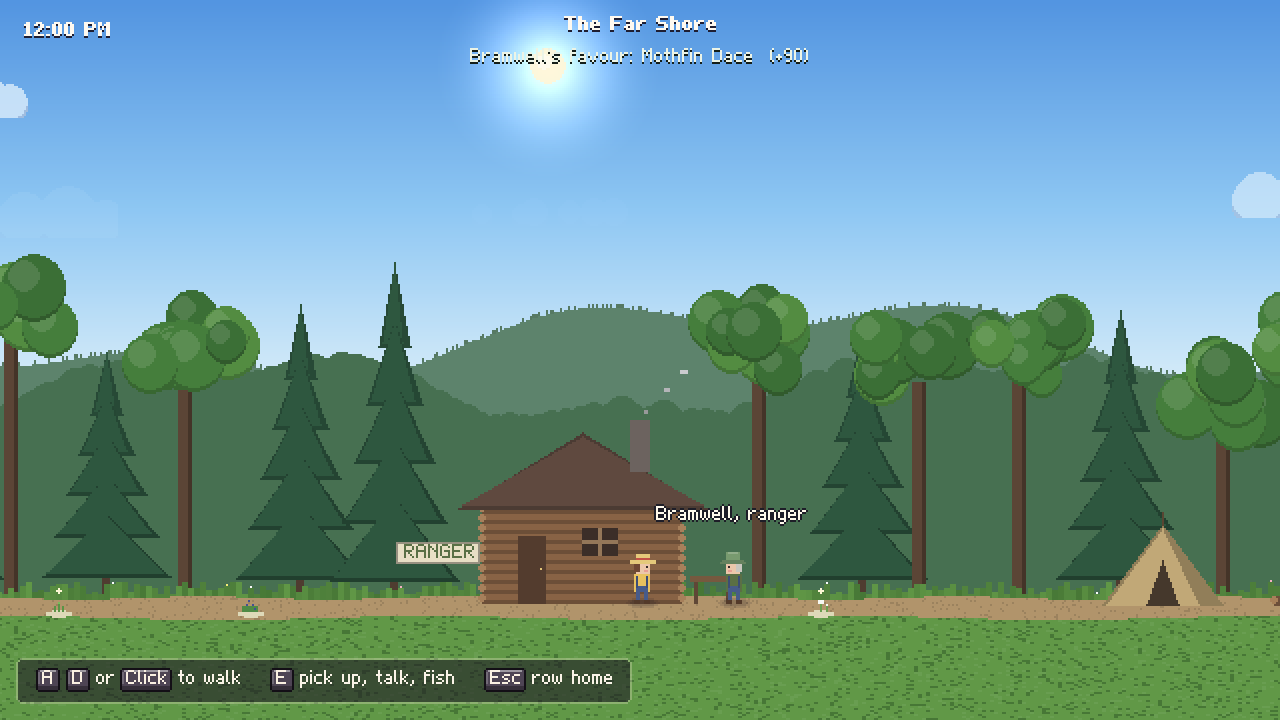 12:00 PM
The Far Shore
Bramwell's favour: Mothfin Dace (+90)
Bramwell, ranger
RANGER
A D or Click to walk E pick up, talk, fish Esc row home